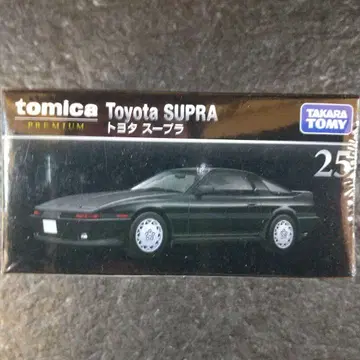 tomica
PREMIUM
Toyota SUPRA
トヨタ スープラ
TAKARA
TOMY
25